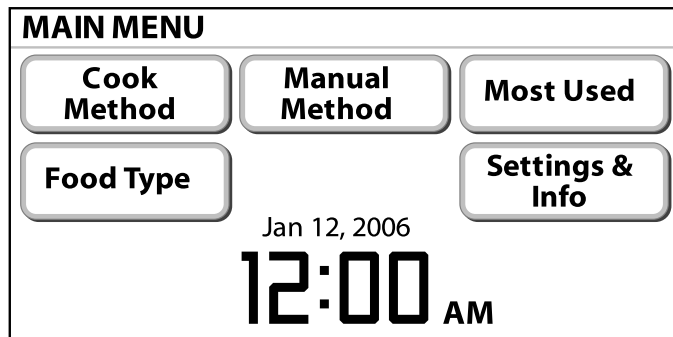 MAIN MENU
Cook
Method
Manual
Method
Most Used
Food Type
Settings &
Info
Jan 12, 2006
12:00 AM